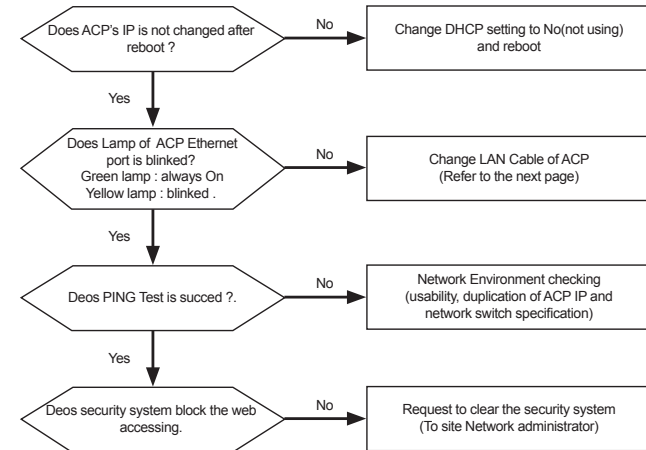 Does ACP's IP is not changed after
reboot ?
No
Change DHCP setting to No(not using)
and reboot
Yes
Does Lamp of ACP Ethernet
port is blinked?
Green lamp : always On
Yellow lamp : blinked .
No
Change LAN Cable of ACP
(Refer to the next page)
Yes
Deos PING Test is succed ?.
No
Network Environment checking
(usability, duplication of ACP IP and
network switch specification)
Yes
Deos security system block the web
accessing.
No
Request to clear the security system
(To site Network administrator)